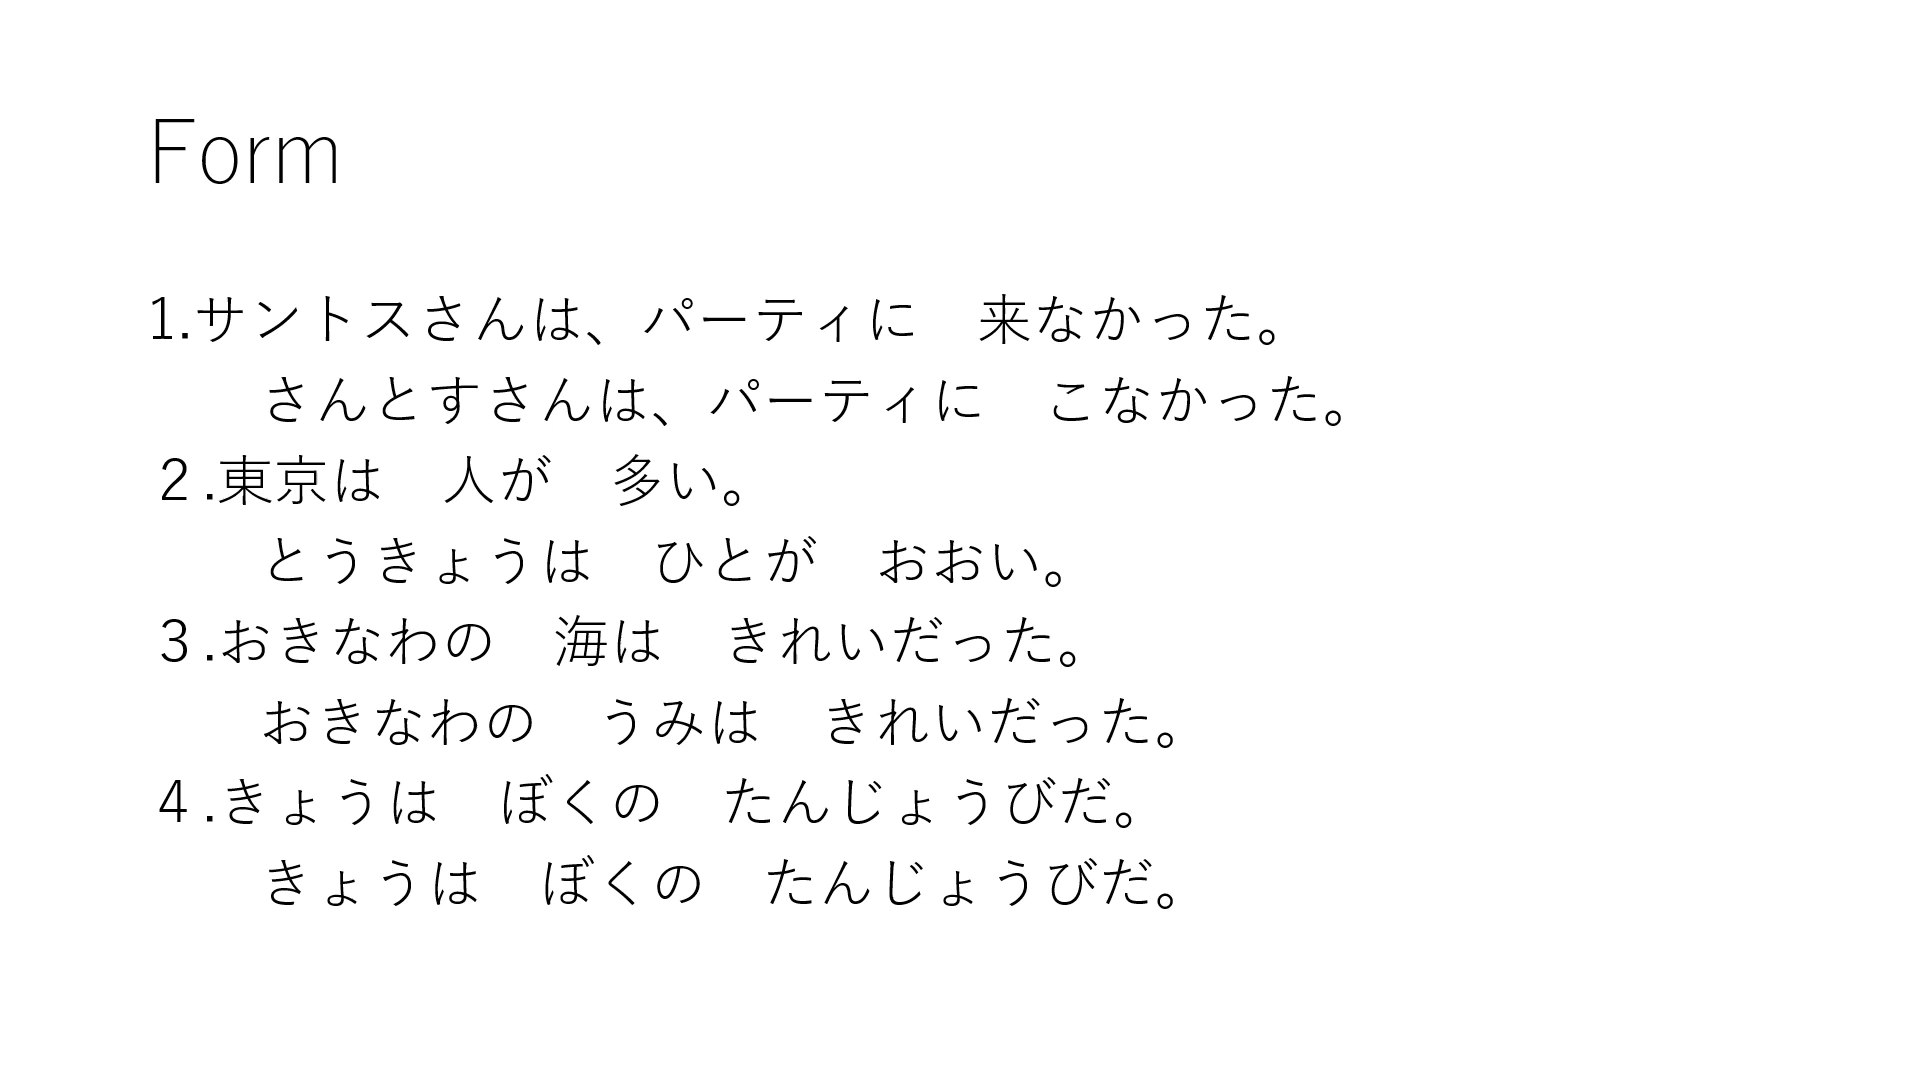 Form
1.サントスさんは、パーティに　来なかった。
さんとすさんは、パーティに　こなかった。
２.東京は　人が　多い。
とうきょうは　ひとが　おおい。
３.おきなわの　海は　きれいだった。
おきなわの　うみは　きれいだった。
４.きょうは　ぼくの　たんじょうびだ。
きょうは　ぼくの　たんじょうびだ。